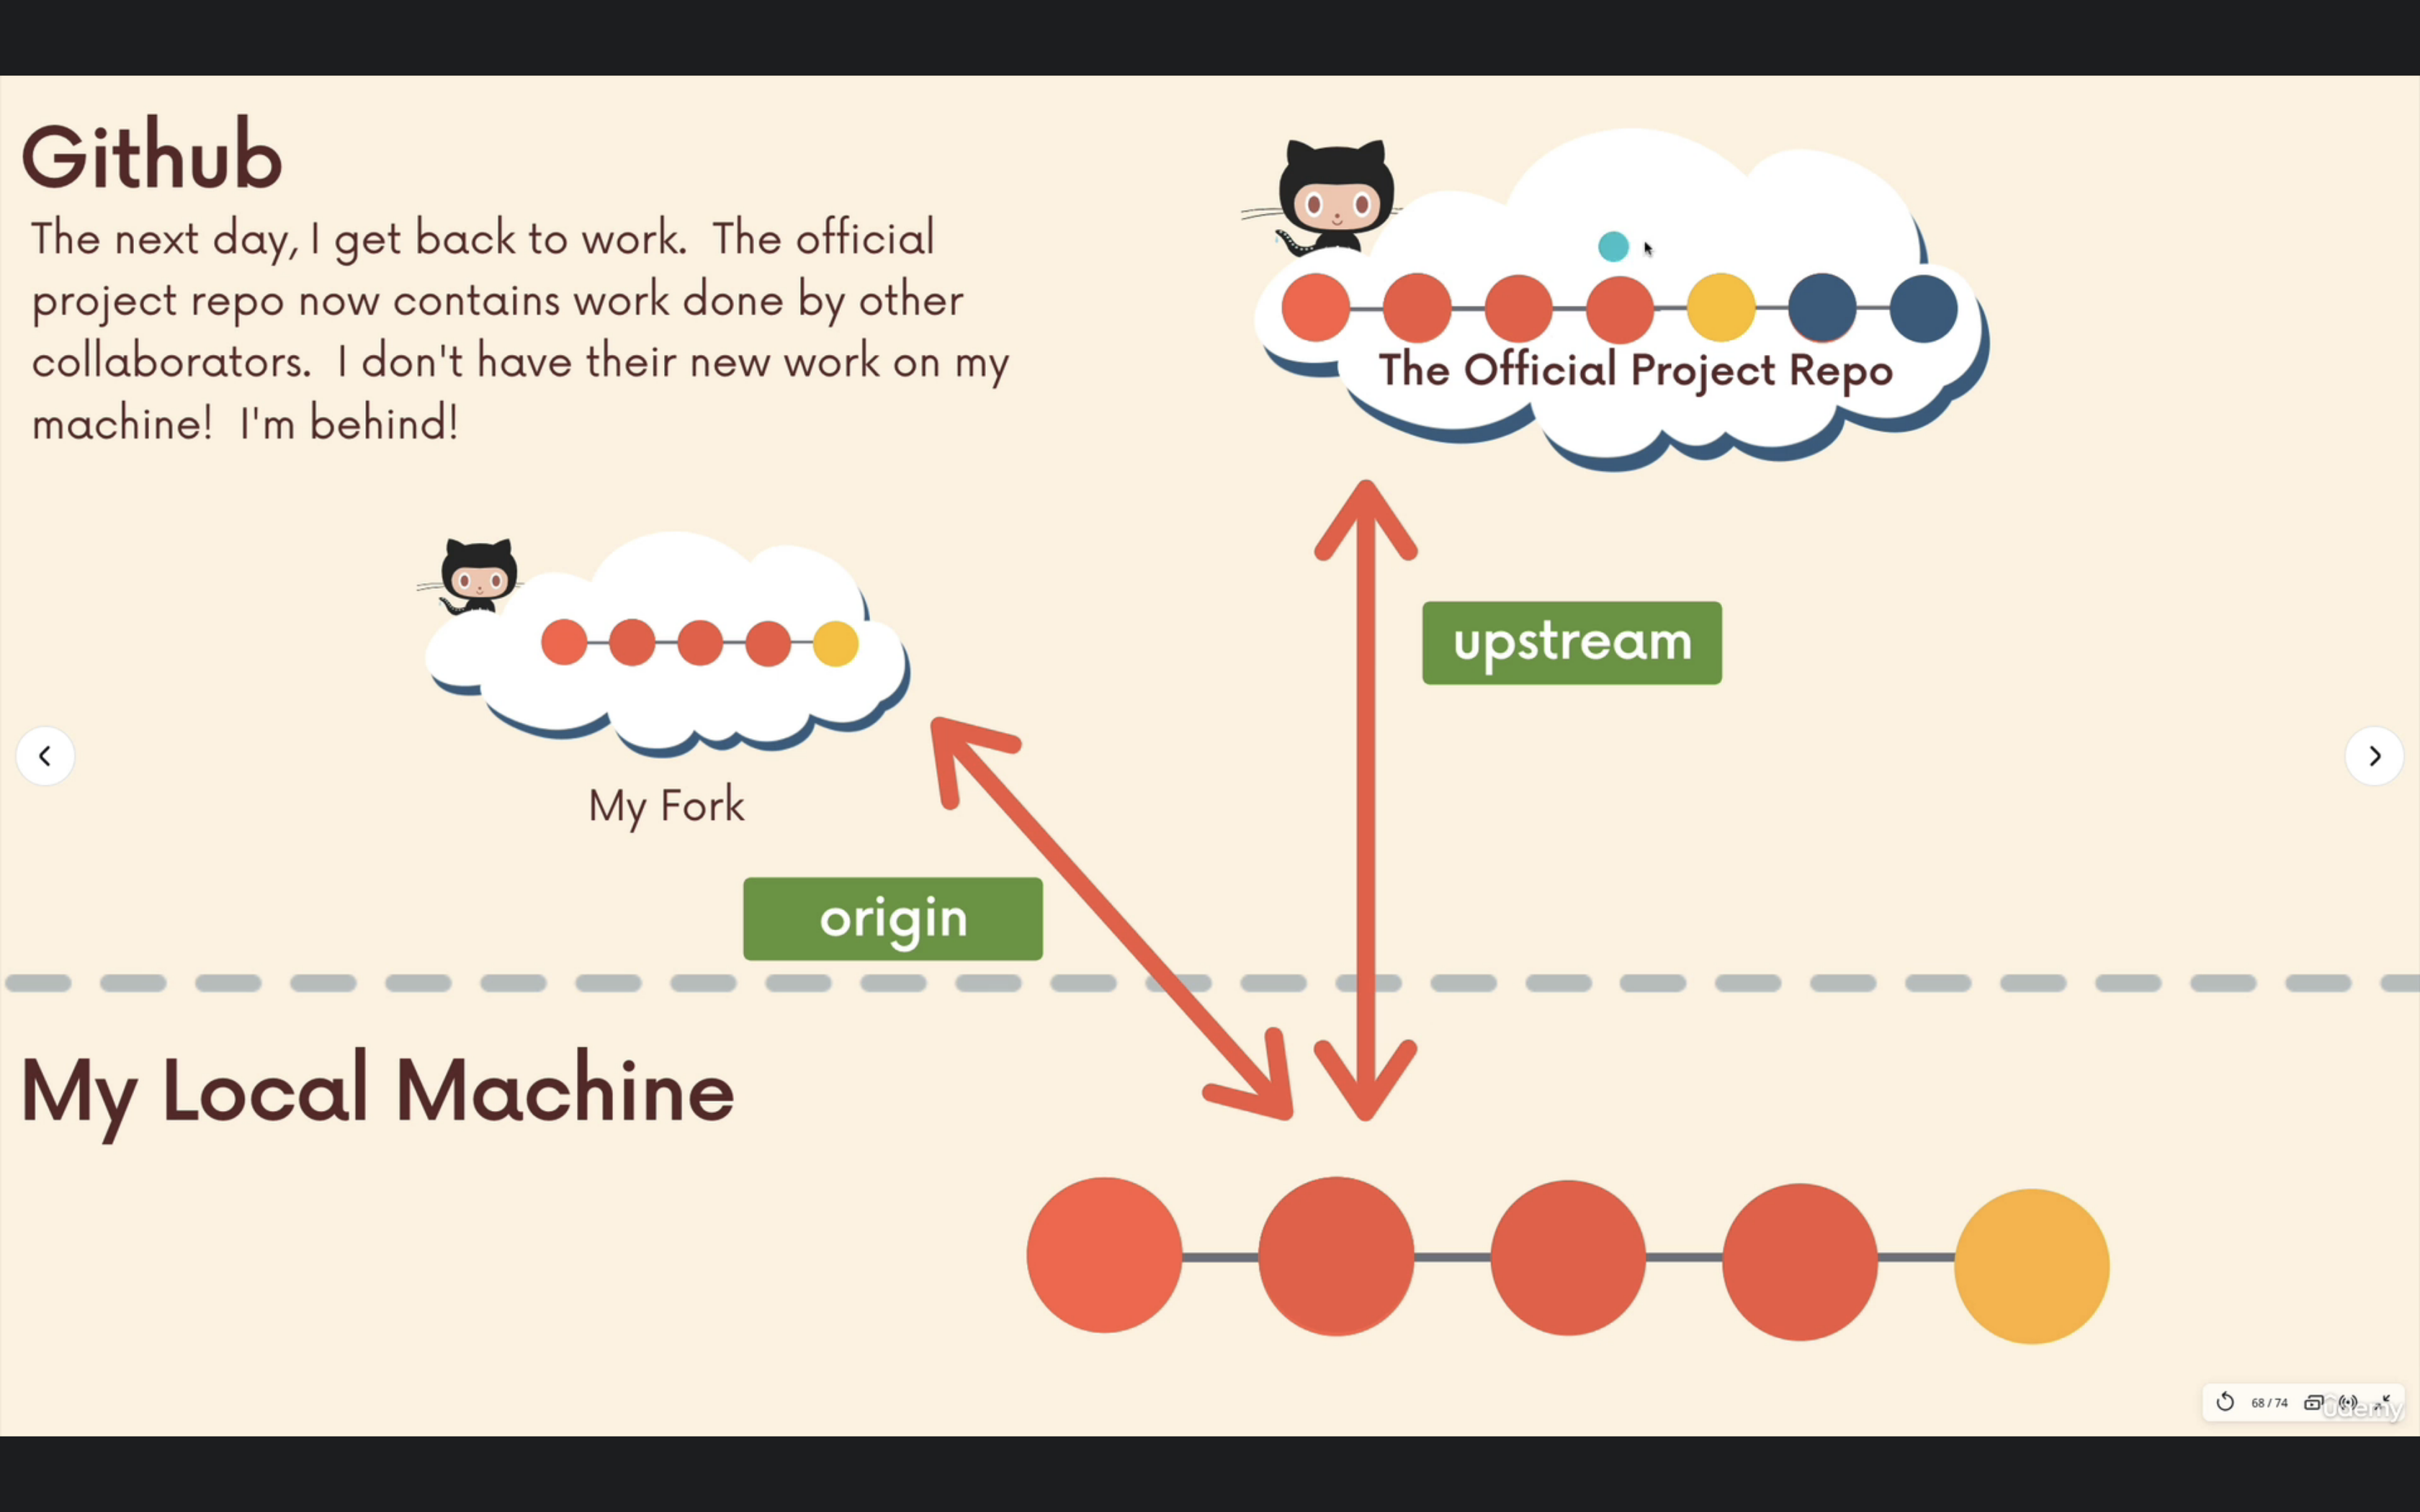 Github
The next day, I get back to work. The official
project repo now contains work done by other
collaborators. I don't have their new work on my
machine! I'm behind!
The Official Project Repo
upstream
My Fork
origin
My Local Machine
68 / 74
Udemy